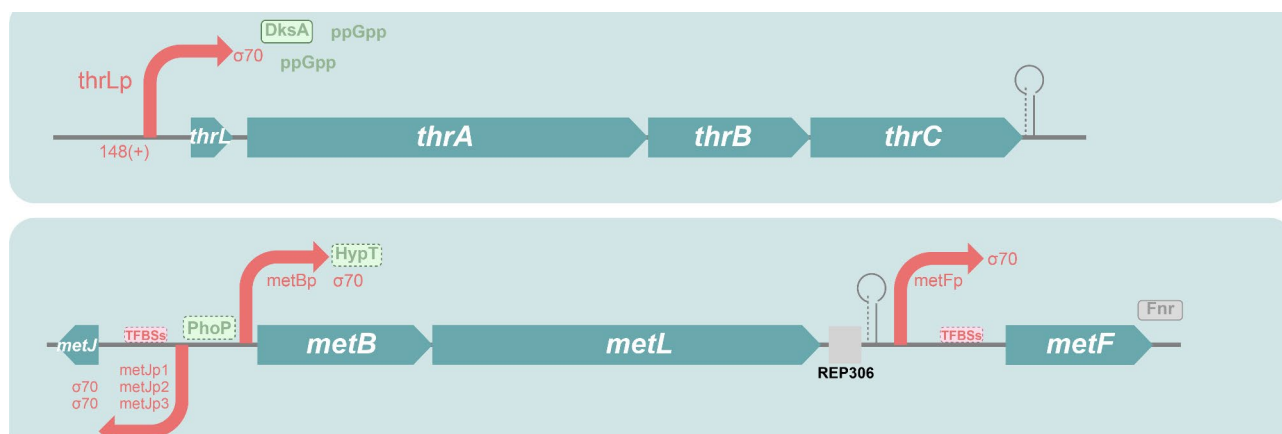 DksA ppGpp
σ70
ppGpp
thrLp
thrL thrA thrB thrC
148(+)
HypT
metBp σ70
σ70
metFp
PhoP
TFBSs
TFBSs
Fnr
metJ metB metL metF
REP306
metJp1
σ70 metJp2
σ70 metJp3